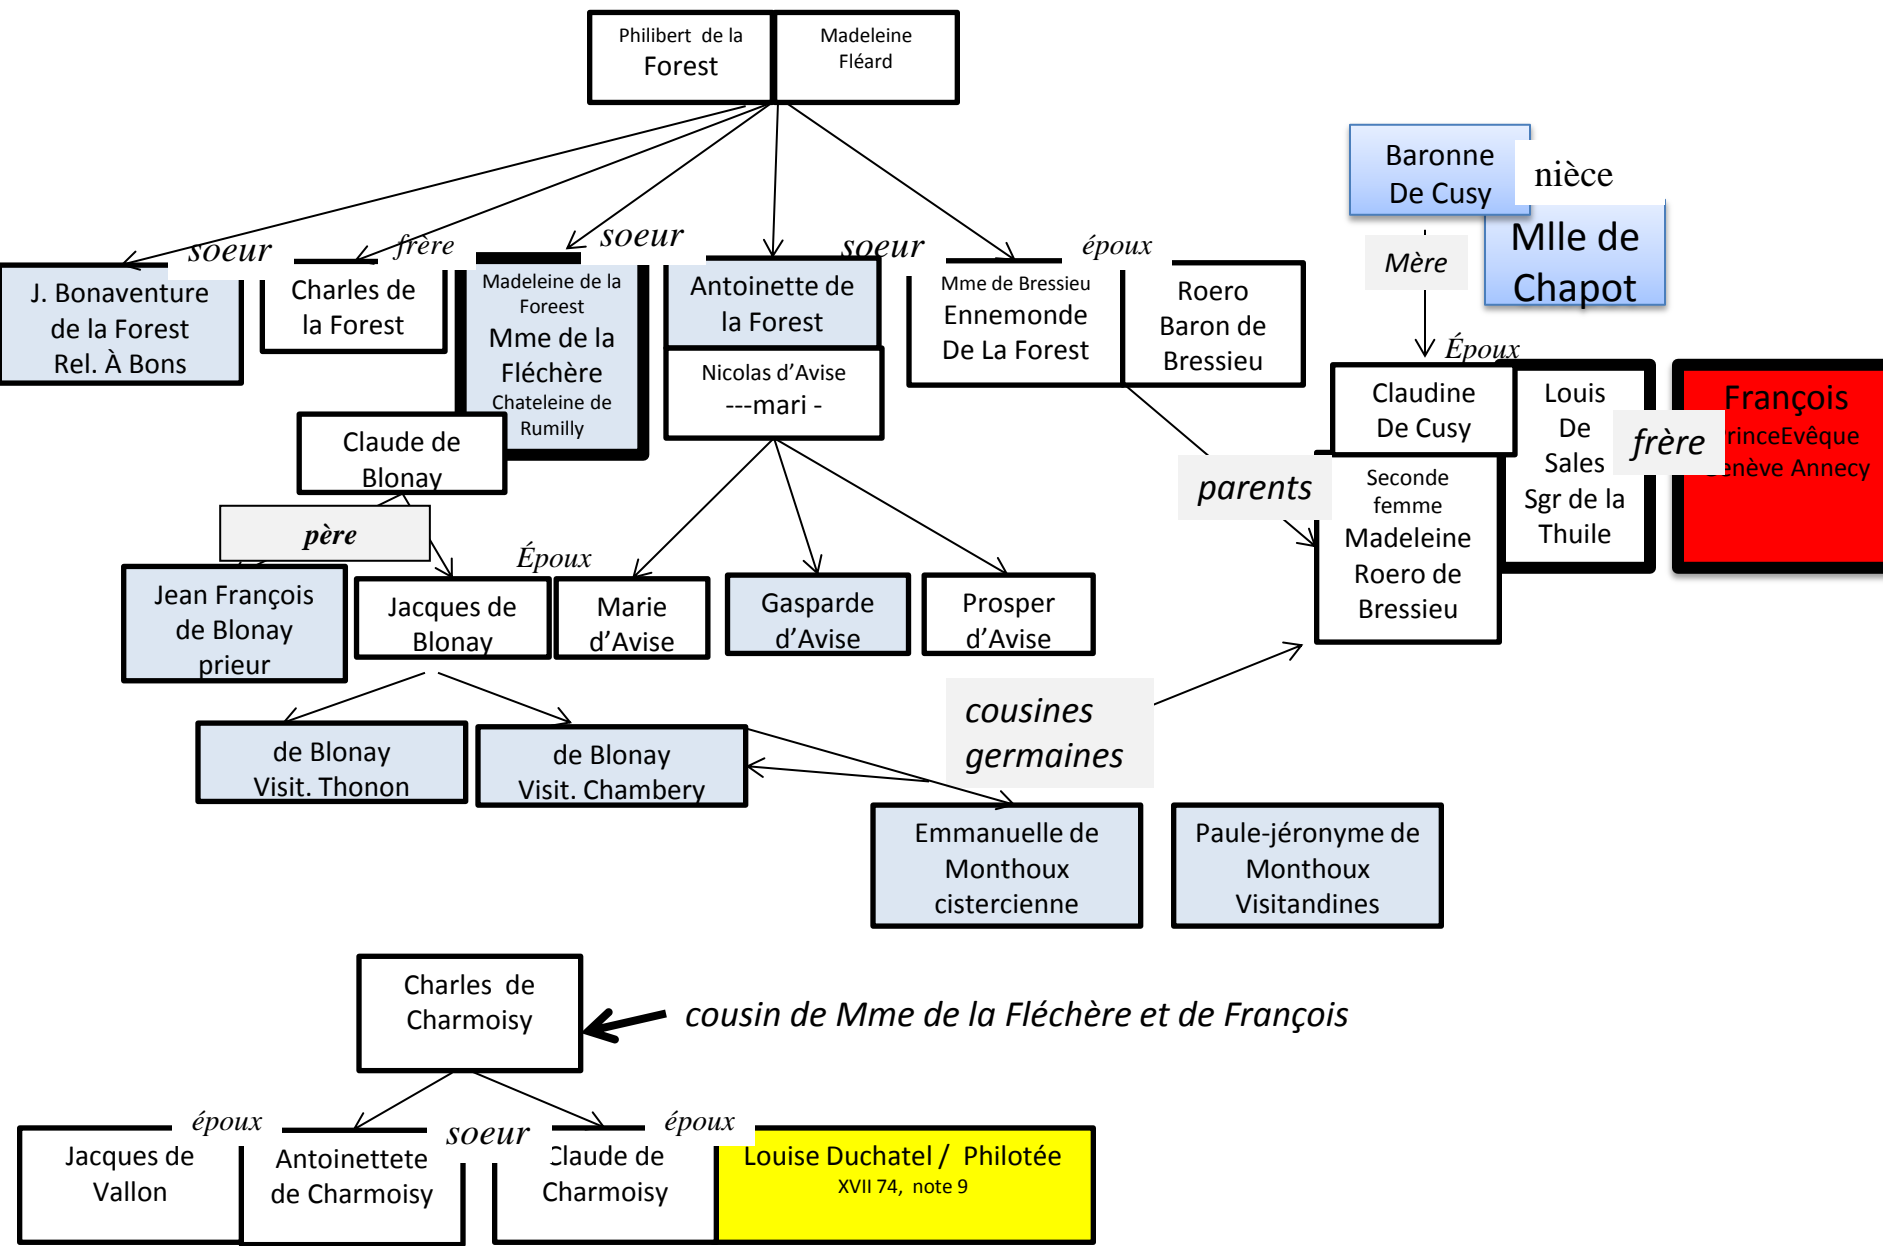 Philibert de la
Forest
Madeleine
Fléard
Baronne
De Cusy
nièce
Mlle de
Chapot
Mère
soeur
frère
soeur
soeur
époux
J. Bonaventure
de la Forest
Rel. À Bons
Charles de
la Forest
Madeleine de la
Foreest
Mme de la
Fléchère
Chateleine de
Rumilly
Antoinette de
la Forest
Nicolas d’Avise
---mari -
Mme de Bressieu
Ennemonde
De La Forest
Roero
Baron de
Bressieu
Époux
Claudine
De Cusy
Louis
De
Sales
Sgr de la
Thuile
frère
François
rinceEvêque
enève Annecy
Claude de
Blonay
parents
Seconde
femme
Madeleine
Roero de
Bressieu
père
Époux
Jean François
de Blonay
prieur
Jacques de
Blonay
Marie
d’Avise
Gasparde
d’Avise
Prosper
d’Avise
cousines
germaines
de Blonay
Visit. Thonon
de Blonay
Visit. Chambery
Emmanuelle de
Monthoux
cistercienne
Paule-jéronyme de
Monthoux
Visitandines
Charles de
Charmoisy
cousin de Mme de la Fléchère et de François
époux
soeur
époux
Jacques de
Vallon
Antoinettete
de Charmoisy
Claude de
Charmoisy
Louise Duchatel / Philotée
XVII 74, note 9